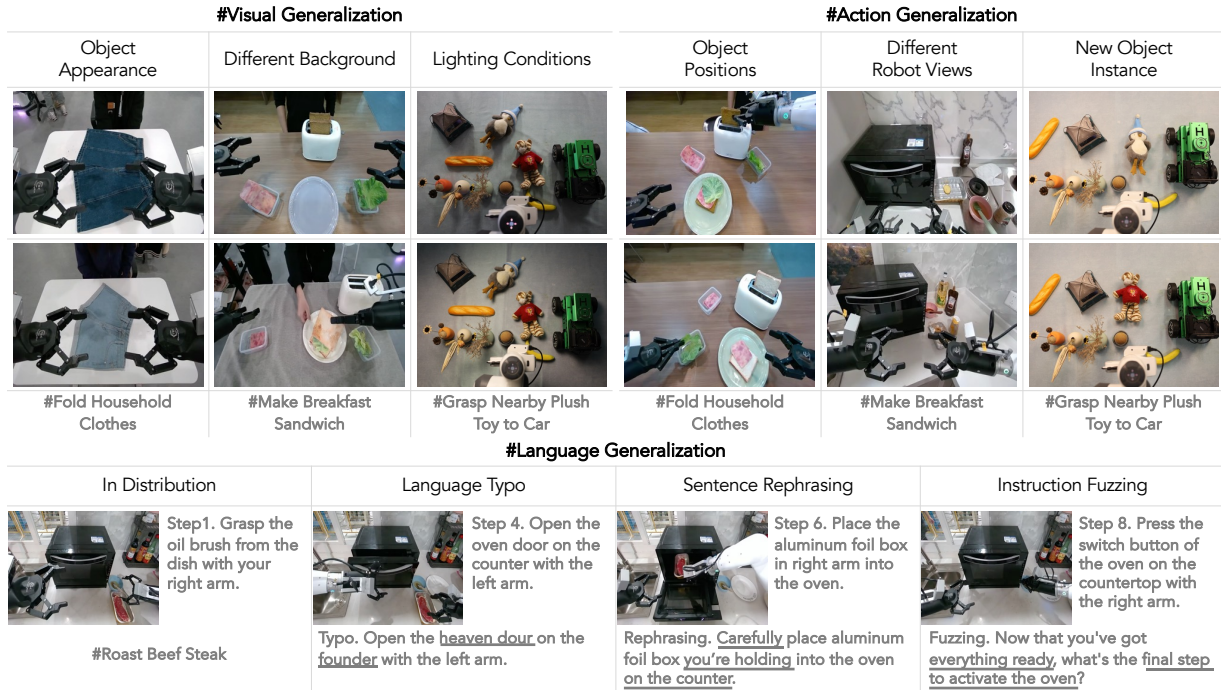 #Visual Generalization
#Action Generalization
Object
Appearance
Different Background
Lighting Conditions
Object
Positions
Different
Robot Views
New Object
Instance
H
H
H
H
#Fold Household
Clothes
#Make Breakfast
Sandwich
#Grasp Nearby Plush
Toy to Car
#Fold Household
Clothes
#Make Breakfast
Sandwich
#Grasp Nearby Plush
Toy to Car
#Language Generalization
In Distribution
Language Typo
Sentence Rephrasing
Instruction Fuzzing
Step1. Grasp the
oil brush from the
dish with your
right arm.
#Roast Beef Steak
Step 4. Open the
oven door on the
counter with the
left arm.
Typo. Open the heaven dour on the
founder with the left arm.
Step 6. Place the
aluminum foil box
in right arm into
the oven.
Rephrasing. Carefully place aluminum
foil box you're holding into the oven
on the counter.
Step 8. Press the
switch button of
the oven on the
countertop with
the right arm.
Fuzzing. Now that you've got
everything ready, what's the final step
to activate the oven?